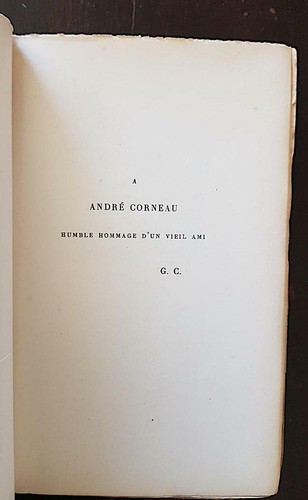 A
ANDRÉ CORNEAU
HUMBLE HOMMAGE D'UN VIEIL AMI
G. C.